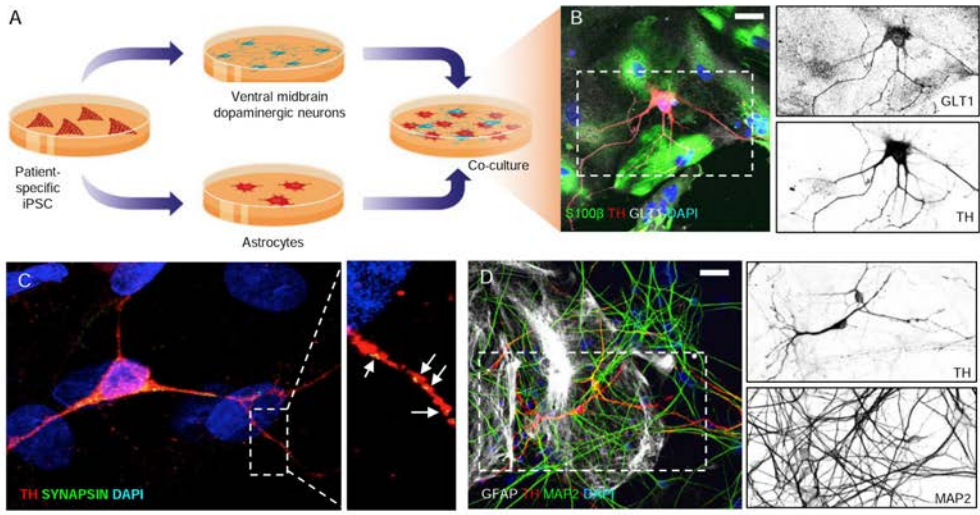 A
Ventral midbrain
dopaminergic neurons
Patient-
specific
iPSC
Co-culture
Astrocytes
B
S100β TH GLT1 DAPI
GLT1
TH
C
TH SYNAPSIN DAPI
D
GFAP TH MAP2 DAPI
TH
MAP2